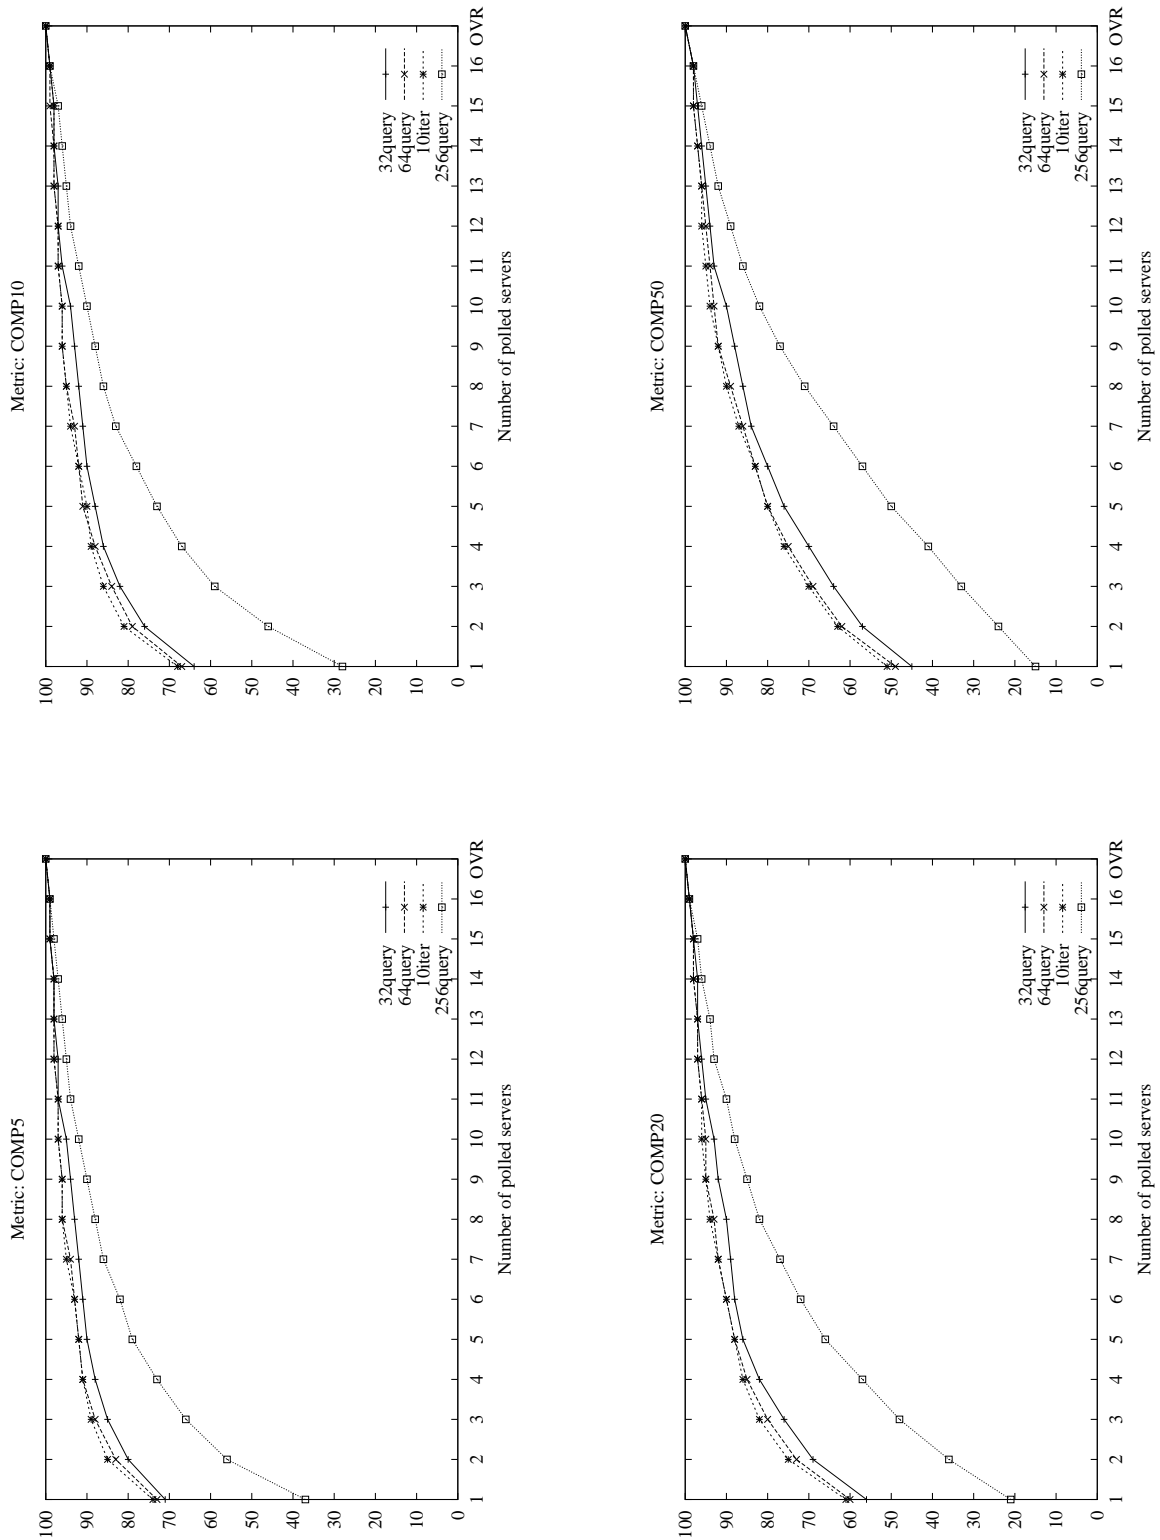 Metric: COMP5
100
90
80
70
60
50
40
30
20
10
0
32query
64query
10iter
256query
1 2 3 4 5 6 7 8 9 10 11 12 13 14 15 16 OVR
Number of polled servers
Metric: COMP10
100
90
80
70
60
50
40
30
20
10
0
32query
64query
10iter
256query
1 2 3 4 5 6 7 8 9 10 11 12 13 14 15 16 OVR
Number of polled servers
Metric: COMP20
100
90
80
70
60
50
40
30
20
10
0
32query
64query
10iter
256query
1 2 3 4 5 6 7 8 9 10 11 12 13 14 15 16 OVR
Number of polled servers
Metric: COMP50
100
90
80
70
60
50
40
30
20
10
0
32query
64query
10iter
256query
1 2 3 4 5 6 7 8 9 10 11 12 13 14 15 16 OVR
Number of polled servers